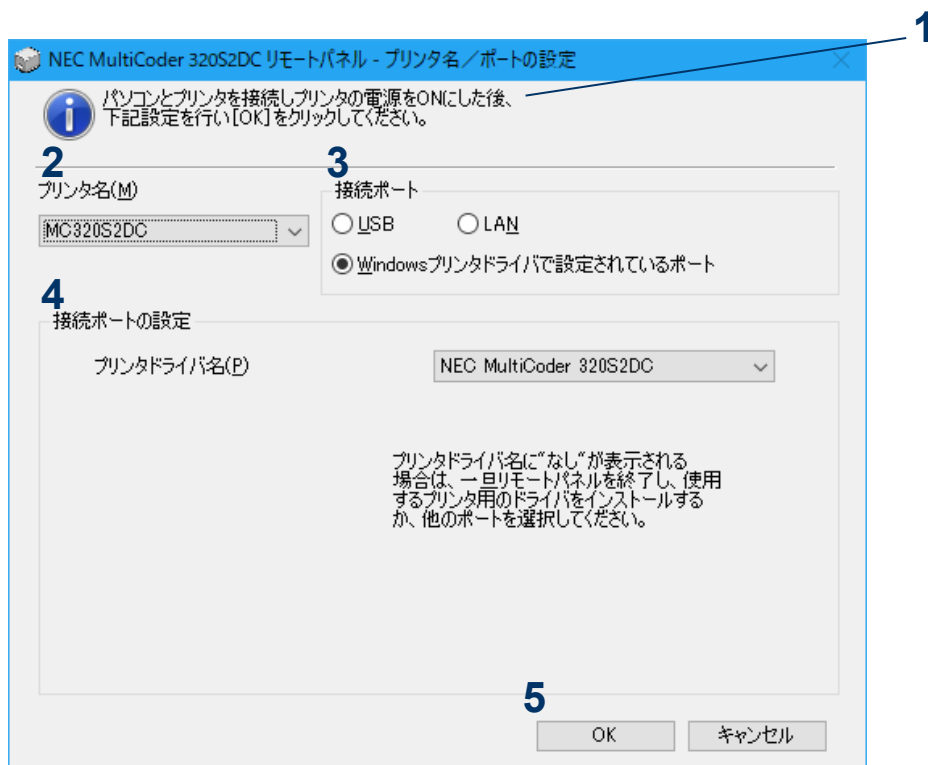 1
NEC MultiCoder 320S2DC リモートパネル - プリンタ名／ポートの設定
パソコンとプリンタを接続しプリンタの電源をONにした後、
下記設定を行い[OK]をクリックしてください。
2
プリンタ名(M)
MC320S2DC
3
接続ポート
USB LAN
Windowsプリンタドライバで設定されているポート
4
接続ポートの設定
プリンタドライバ名(P) NEC MultiCoder 320S2DC
プリンタドライバ名に“なし”が表示される
場合は、一旦リモートパネルを終了し、使用
するプリンタ用のドライバをインストールする
か、他のポートを選択してください。
5
OK キャンセル